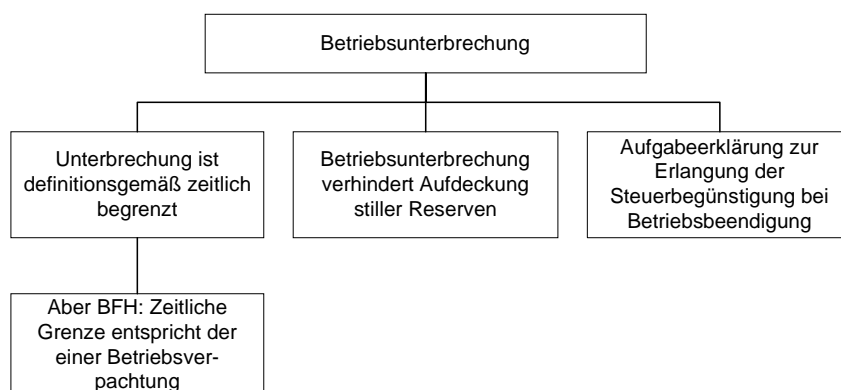 Betriebsunterbrechung
Unterbrechung ist
definitionsgemäß zeitlich
begrenzt
Betriebsunterbrechung
verhindert Aufdeckung
stiller Reserven
Aufgabeerklärung zur
Erlangung der
Steuerbegünstigung bei
Betriebsbeendigung
Aber BFH: Zeitliche
Grenze entspricht der
einer Betriebsver-
pachtung